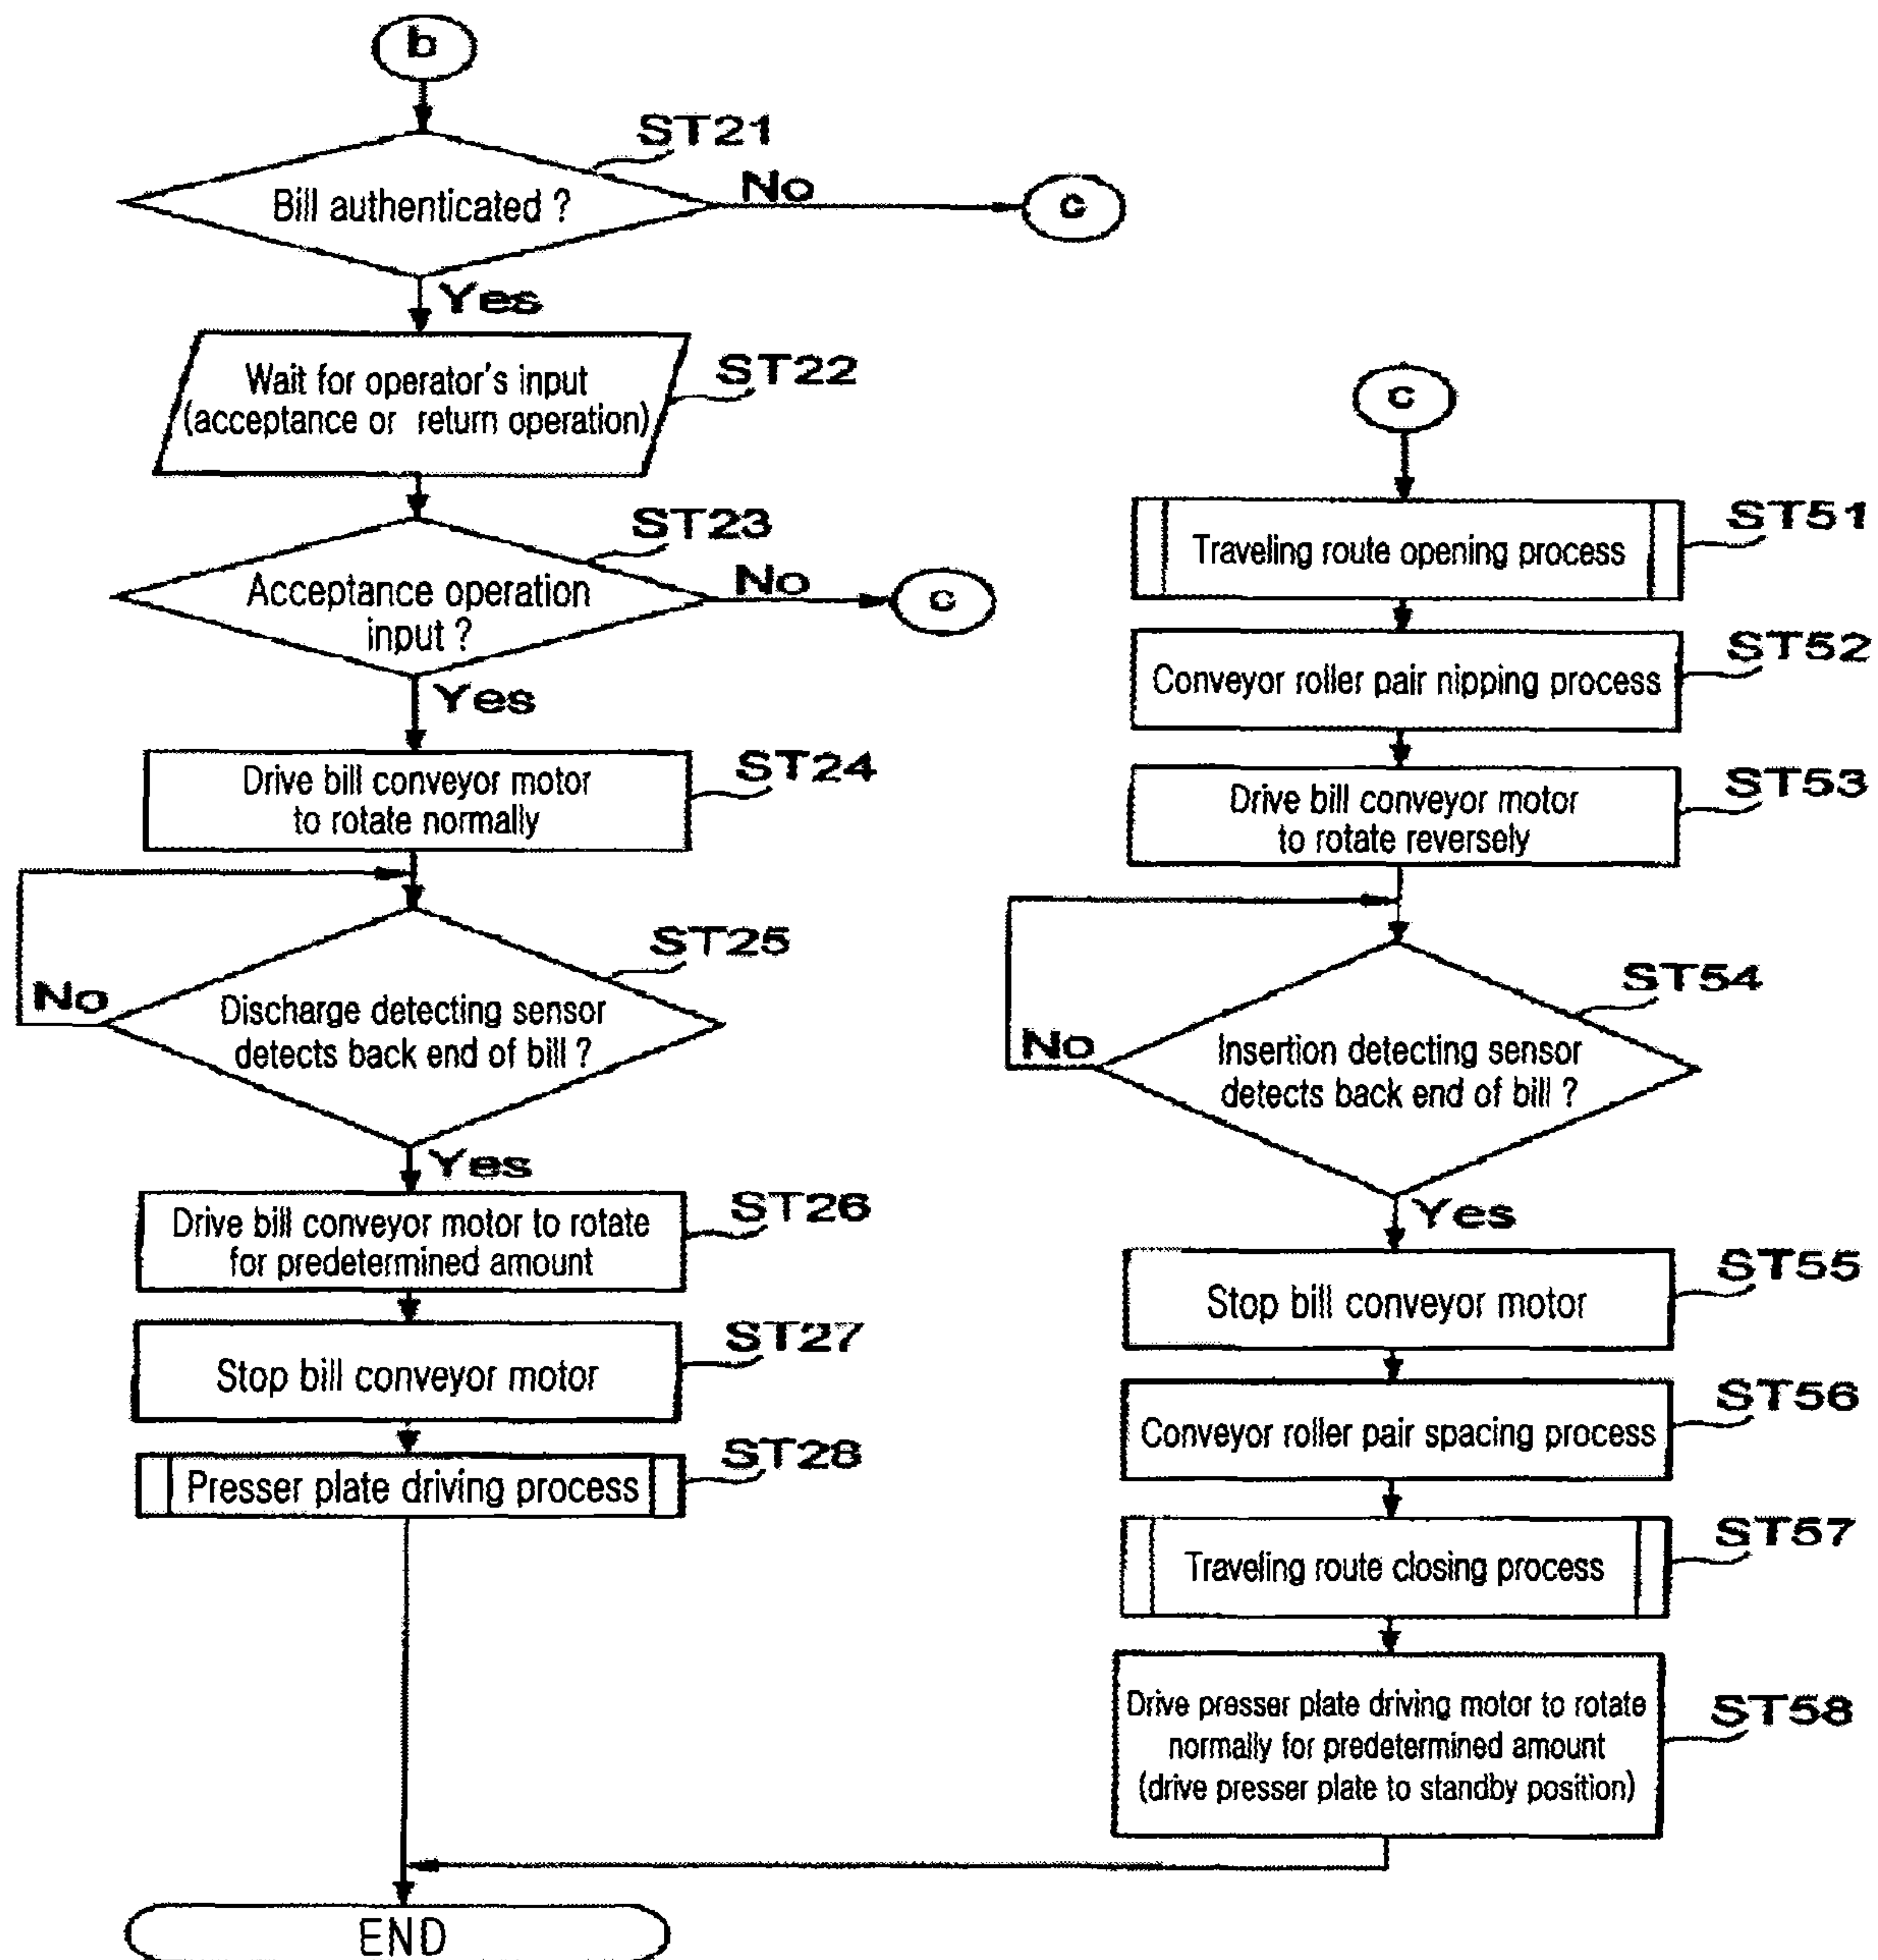 b
ST21
Bill authenticated ?
No
c
Yes
ST22
Wait for operator's input
(acceptance or return operation)
ST23
Acceptance operation
input ?
No
c
Yes
ST24
Drive bill conveyor motor
to rotate normally
ST25
No
Discharge detecting sensor
detects back end of bill ?
Yes
ST26
Drive bill conveyor motor to rotate
for predetermined amount
ST27
Stop bill conveyor motor
ST28
Presser plate driving process
c
ST51
Traveling route opening process
ST52
Conveyor roller pair nipping process
ST53
Drive bill conveyor motor
to rotate reversely
ST54
No
Insertion detecting sensor
detects back end of bill ?
Yes
ST55
Stop bill conveyor motor
ST56
Conveyor roller pair spacing process
ST57
Traveling route closing process
ST58
Drive presser plate driving motor to rotate
normally for predetermined amount
(drive presser plate to standby position)
END